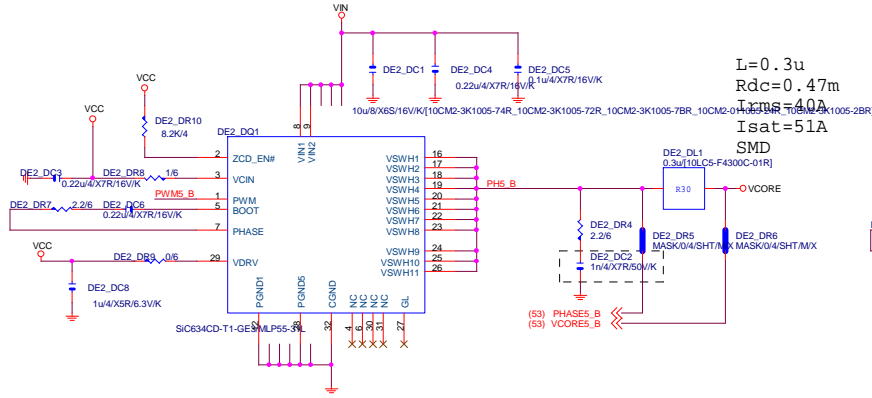 VIN
DE2_DC1
DE2_DC4
0.22u/4/X7R/16V/K
DE2_DC5
0.1u/4/X7R/16V/K
L=0.3u
Rdc=0.47m
Irms=40A
Isat=51A
SMD
VCC
VCC
DE2_DR10
8.2K/4
DE2_DQ1
8
9
VIN1
VIN2
2
ZCD_EN#
DE2_DC3
0.22u/4/X7R/16V/K
DE2_DR8
1/6
3
VCIN
PWM5_B
1
PWM
DE2_DR7
2.2/6
DE2_DC6
0.22u/4/X7R/16V/K
5
BOOT
7
PHASE
VCC
DE2_DR9
0/6
29
VDRV
DE2_DC8
1u/4/X5R/6.3V/K
VSWH1
16
VSWH2
17
VSWH3
18
VSWH4
19
VSWH5
20
VSWH6
21
VSWH7
22
VSWH8
23
VSWH9
24
VSWH10
25
VSWH11
26
PH5_B
DE2_DL1
0.3u/[10LC5-F4300C-01R]
R30
VCORE
DE2_DR4
2.2/6
DE2_DC2
1n/4/X7R/50V/K
DE2_DR5
MASK/0/4/SHT/M/X
DE2_DR6
MASK/0/4/SHT/M/X
(53) PHASE5_B
(53) VCORE5_B
PGND1
PGND5
CGND
NC
NC
NC
NC
GL
32
4
6
30
31
27